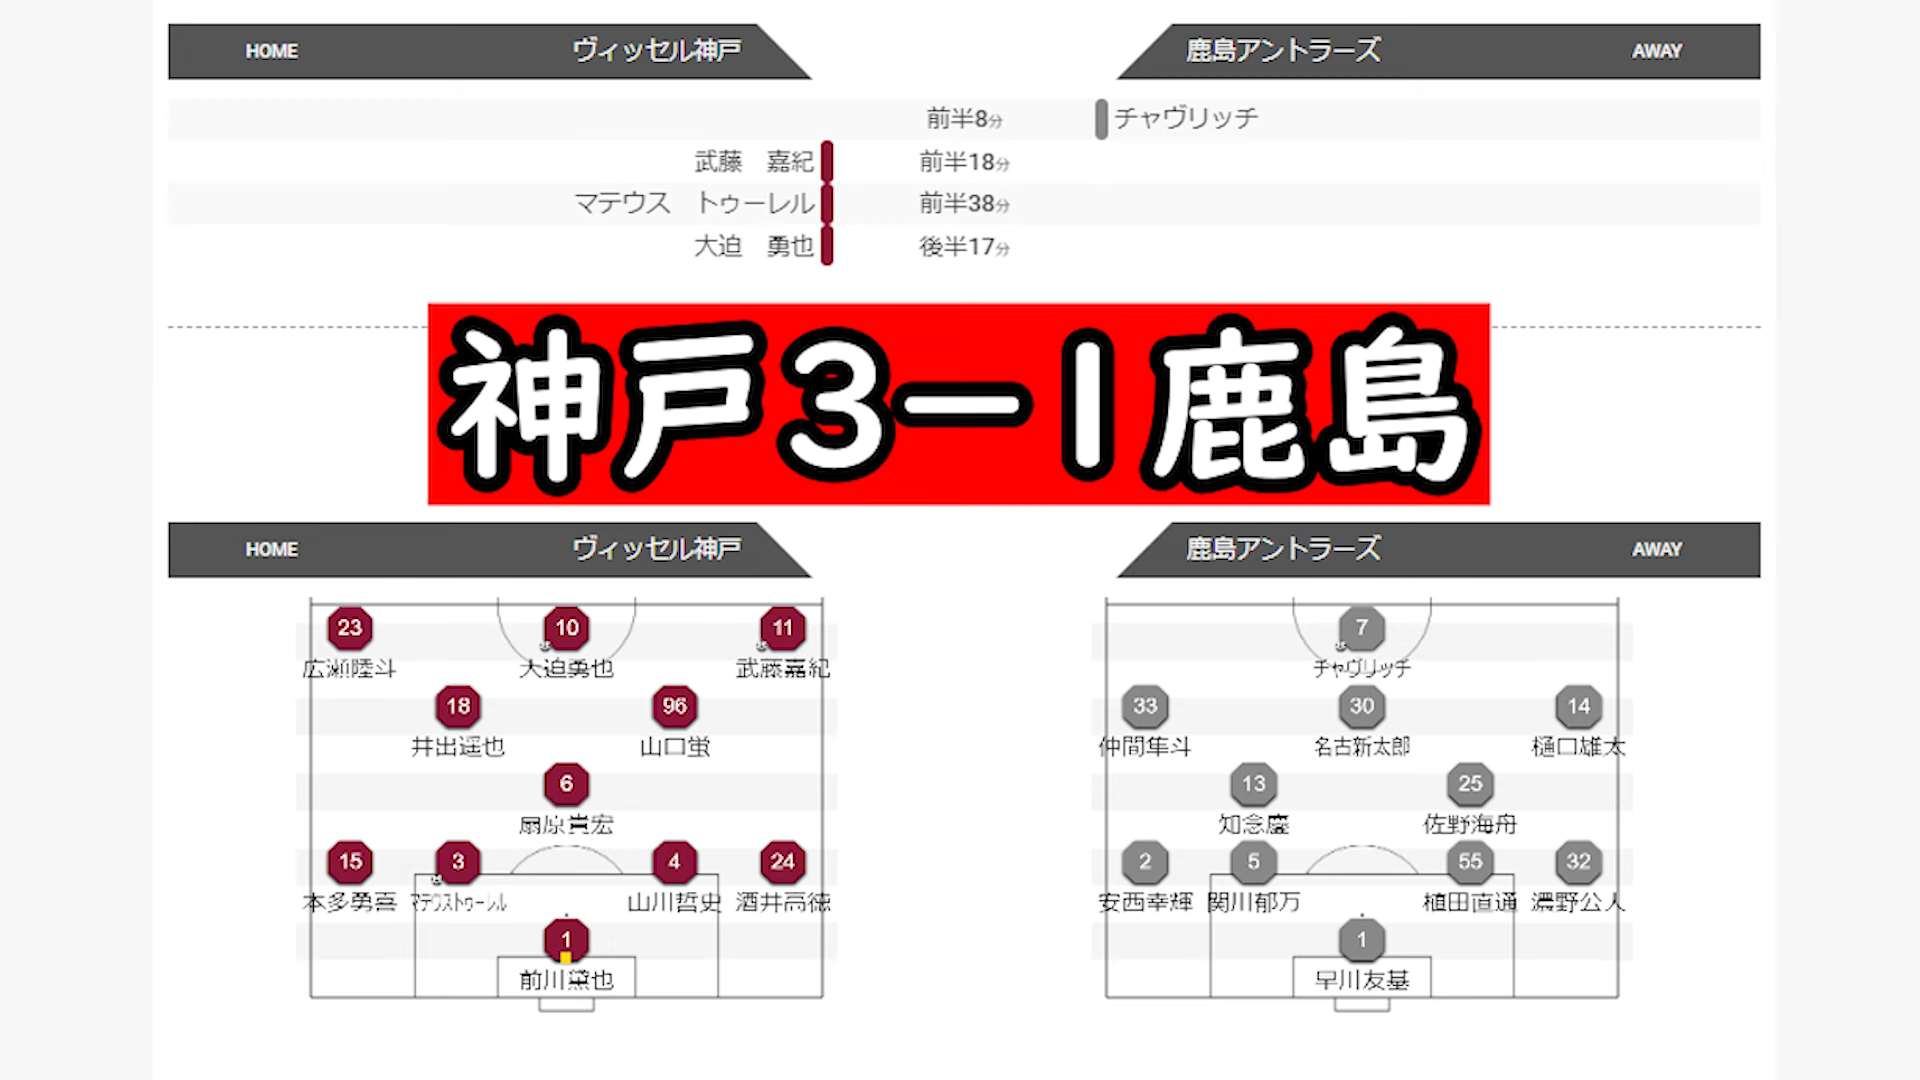 HOME ヴィッセル神戸 鹿島アントラーズ AWAY
前半8分 チャヴリッチ
武藤　嘉紀 前半18分
マテウス　トゥーレル 前半38分
大迫　勇也 後半17分
神戸3-1鹿島
HOME ヴィッセル神戸 鹿島アントラーズ AWAY
23 10 11 7
広瀬陸斗 大迫勇也 武藤嘉紀 チャヴリッチ
18 96 33 30 14
井出遥也 山口蛍 仲間隼斗 名古新太郎 樋口雄太
6 13 25
扇原貴宏 知念慶 佐野海舟
15 3 4 24 2 5 55 32
本多勇喜 マテウストゥーレル 山川哲史 酒井高徳 安西幸輝 関川郁万 植田直通 濃野公人
1 1
前川黛也 早川友基